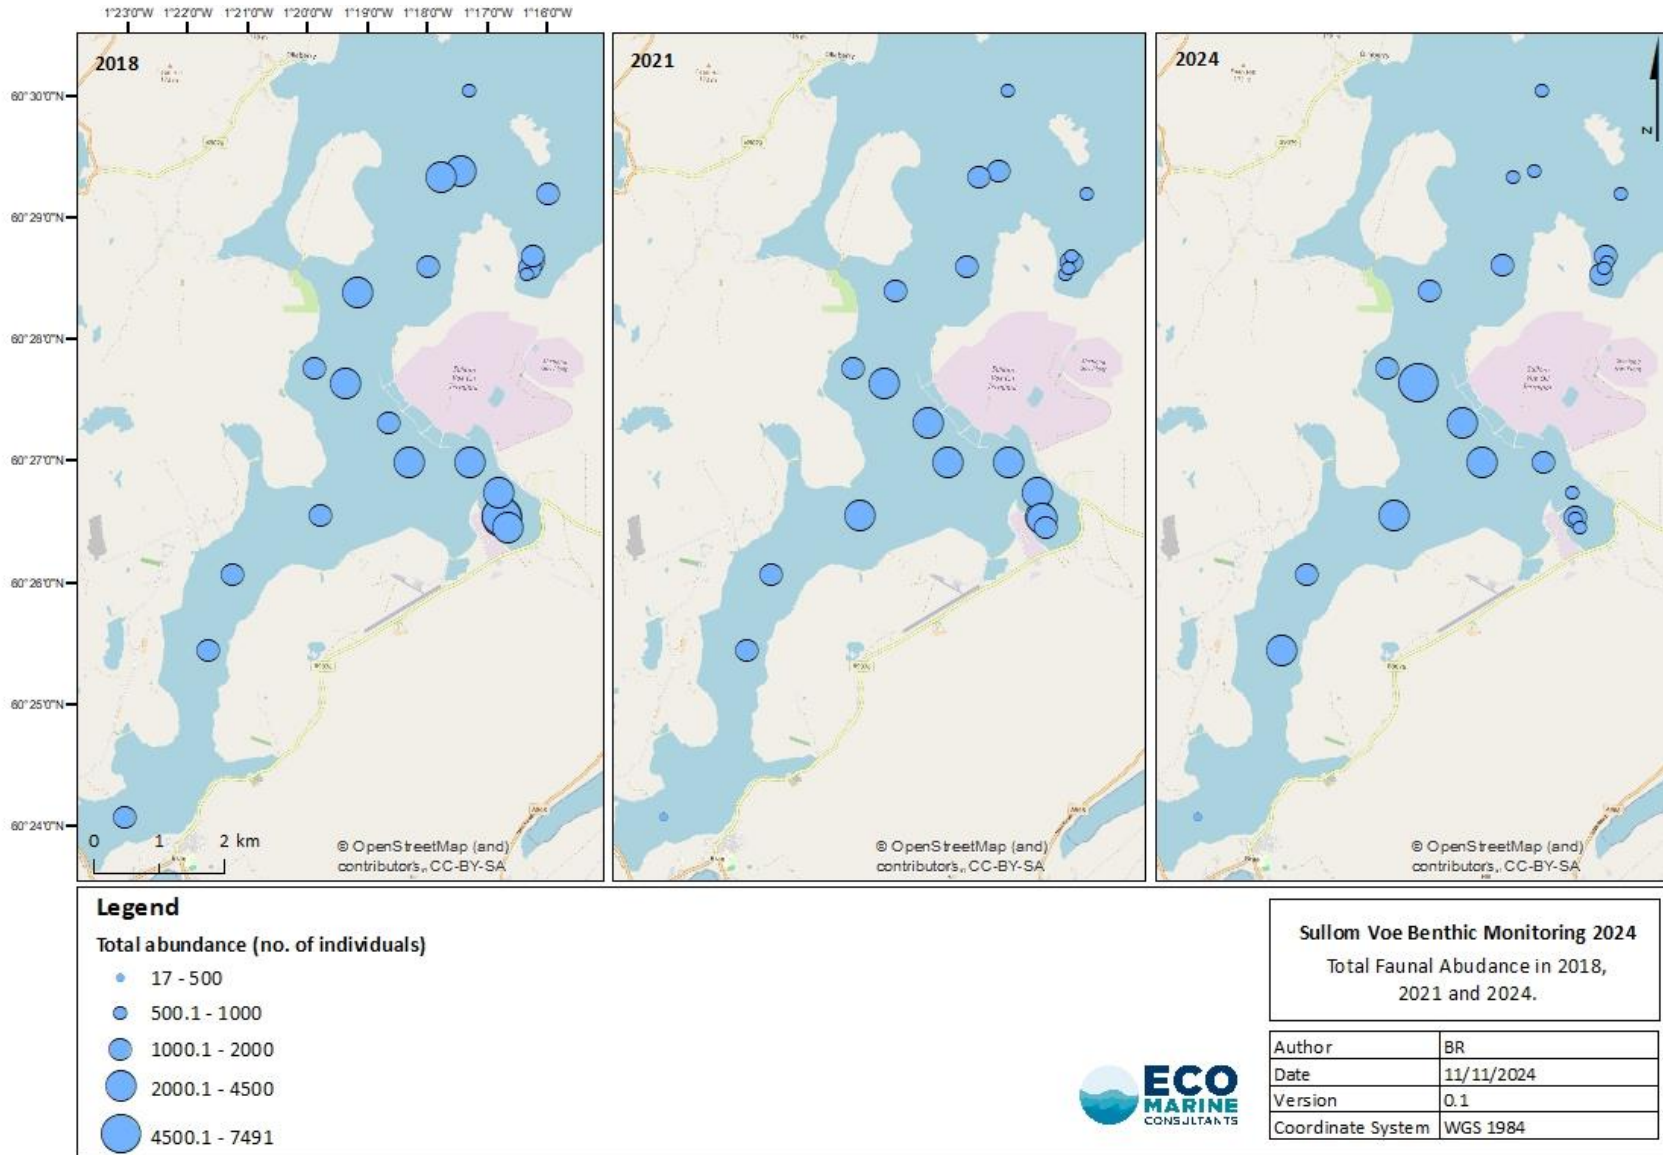 1°23'0"W 1°22'0"W 1°21'0"W 1°20'0"W 1°19'0"W 1°18'0"W 1°17'0"W 1°16'0"W
2018
2021
2024
N
60°30'0"N
60°29'0"N
60°28'0"N
60°27'0"N
60°26'0"N
60°25'0"N
60°24'0"N
0 1 2 km
© OpenStreetMap (and)
contributors, CC-BY-SA
© OpenStreetMap (and)
contributors, CC-BY-SA
© OpenStreetMap (and)
contributors, CC-BY-SA
Legend
Total abundance (no. of individuals)
17 - 500
500.1 - 1000
1000.1 - 2000
2000.1 - 4500
4500.1 - 7491
ECO
MARINE
CONSULTANTS
Sullom Voe Benthic Monitoring 2024
Total Faunal Abudance in 2018,
2021 and 2024.
Author BR
Date 11/11/2024
Version 0.1
Coordinate System WGS 1984